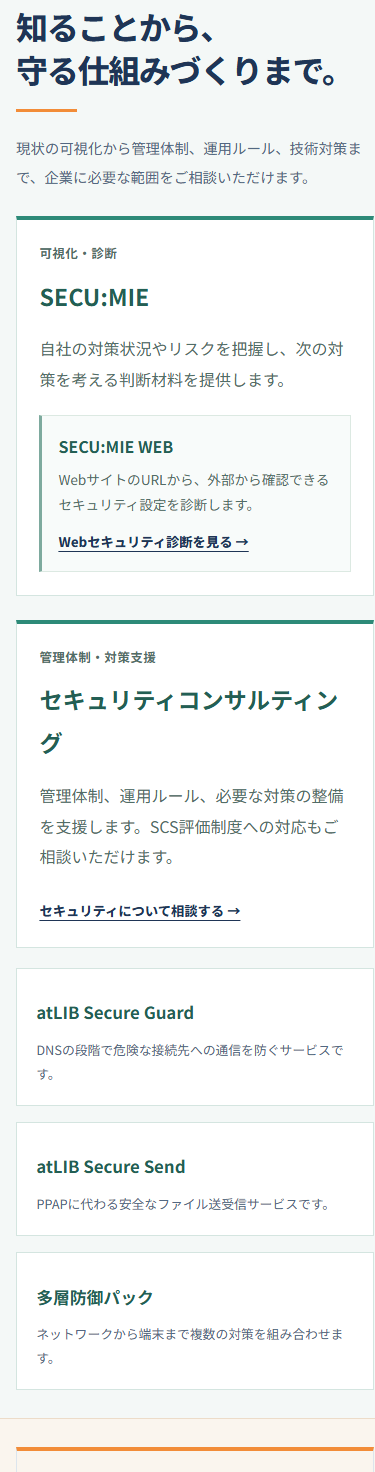 知ることから、
守る仕組みづくりまで。
現状の可視化から管理体制、運用ルール、技術対策ま
で、企業に必要な範囲をご相談いただけます。
可視化・診断
SECU:MIE
自社の対策状況やリスクを把握し、次の対
策を考える判断材料を提供します。
SECU:MIE WEB
WebサイトのURLから、外部から確認できる
セキュリティ設定を診断します。
Webセキュリティ診断を見る →
管理体制・対策支援
セキュリティコンサルティン
グ
管理体制、運用ルール、必要な対策の整備
を支援します。SCS評価制度への対応もご
相談いただけます。
セキュリティについて相談する →
atLIB Secure Guard
DNSの段階で危険な接続先への通信を防ぐサービスで
す。
atLIB Secure Send
PPAPに代わる安全なファイル送受信サービスです。
多層防御パック
ネットワークから端末まで複数の対策を組み合わせま
す。